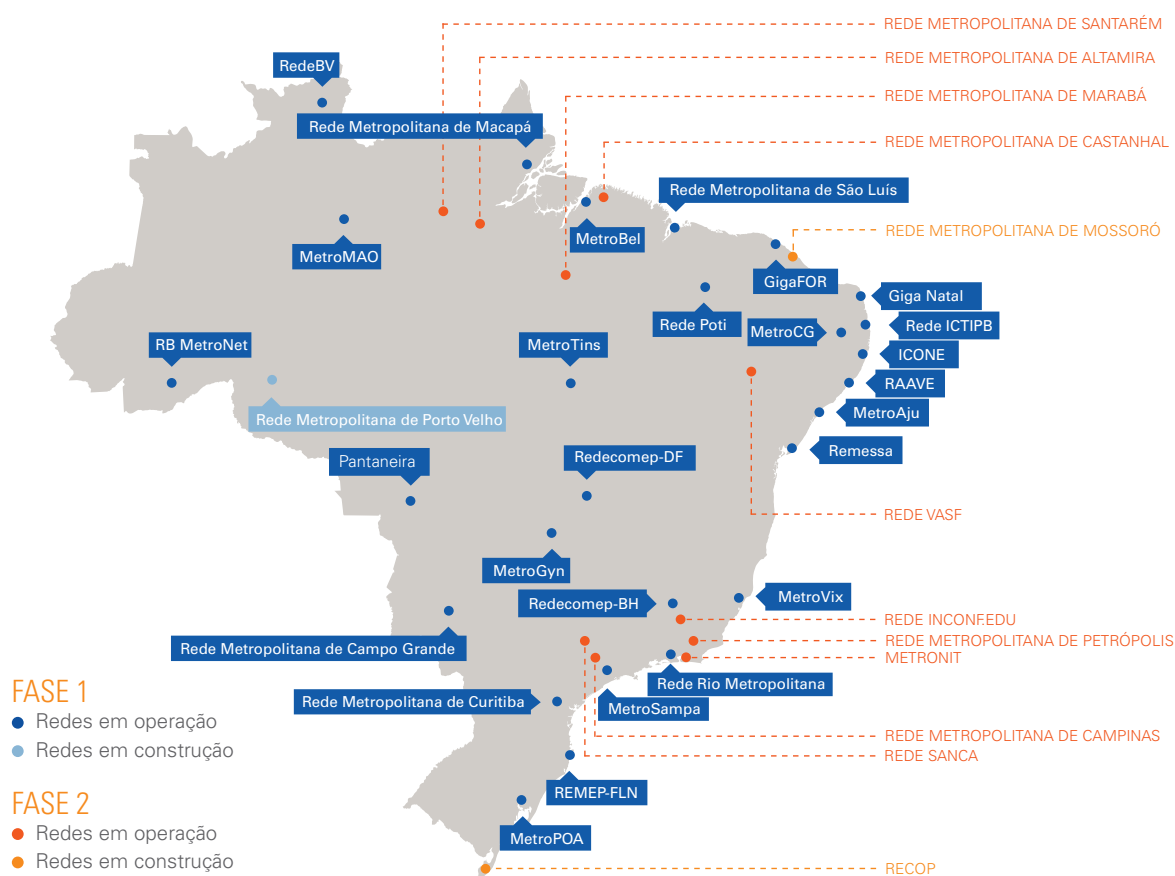 REDE METROPOLITANA DE SANTARÉM
REDE METROPOLITANA DE ALTAMIRA
RedeBV
REDE METROPOLITANA DE MARABÁ
Rede Metropolitana de Macapá
REDE METROPOLITANA DE CASTANHAL
Rede Metropolitana de São Luís
REDE METROPOLITANA DE MOSSORÓ
MetroBel
MetroMAO
GigaFOR
Giga Natal
Rede Poti
MetroCG
Rede ICTIPB
RB MetroNet
MetroTins
ICONE
RAAVE
MetroAju
Rede Metropolitana de Porto Velho
Remessa
Pantaneira
Redecomep-DF
REDE VASF
MetroGyn
MetroVix
Redecomep-BH
REDE INCONF.EDU
REDE METROPOLITANA DE PETRÓPOLIS
Rede Metropolitana de Campo Grande
METRONIT
Rede Rio Metropolitana
FASE 1
Rede Metropolitana de Curitiba
MetroSampa
Redes em operação
REDE METROPOLITANA DE CAMPINAS
Redes em construção
REDE SANCA
REMEP-FLN
FASE 2
Redes em operação
MetroPOA
Redes em construção
RECOP